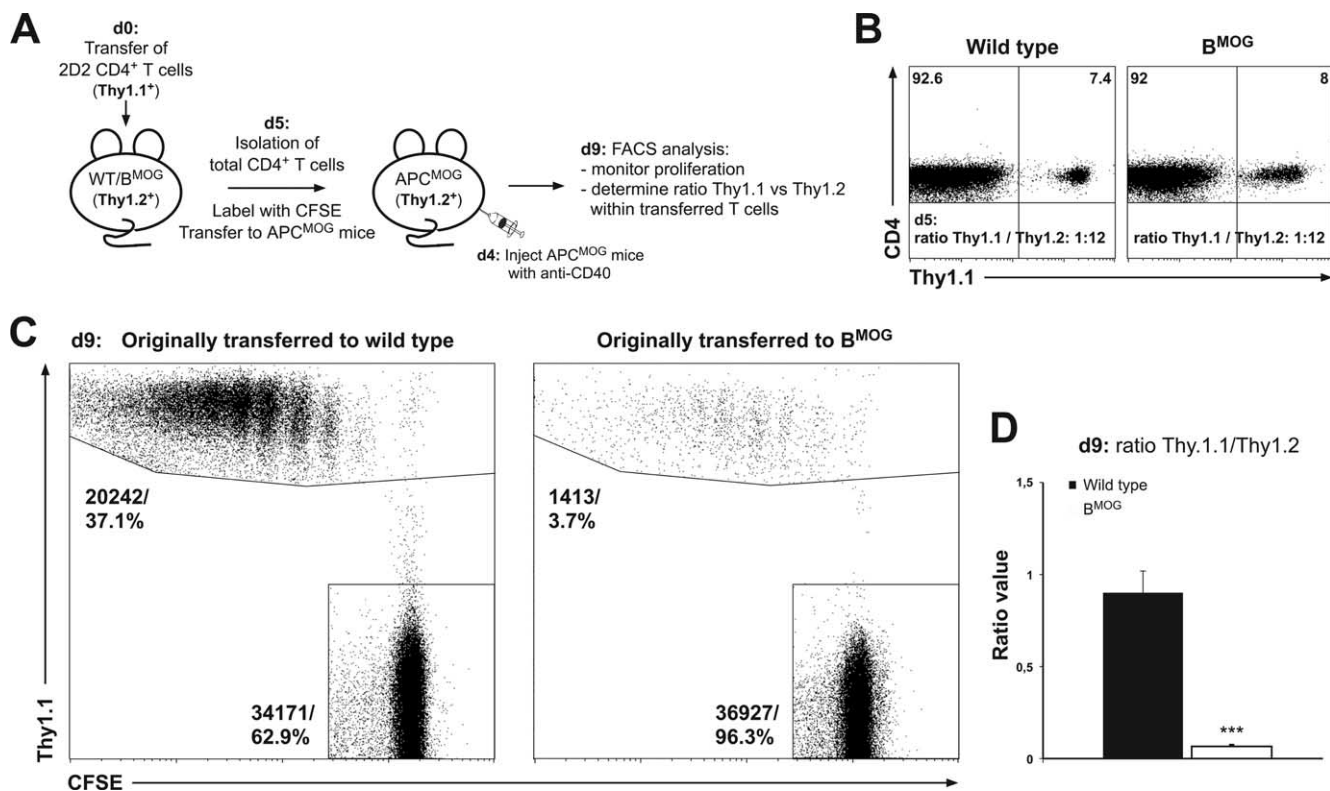 A
d0:
Transfer of
2D2 CD4⁺ T cells
(Thy1.1⁺)
WT/Bᴹᴼᴳ
(Thy1.2⁺)
d5:
Isolation of
total CD4⁺ T cells
Label with CFSE
Transfer to APCᴹᴼᴳ mice
APCᴹᴼᴳ
(Thy1.2⁺)
d4: Inject APCᴹᴼᴳ mice
with anti-CD40
d9: FACS analysis:
- monitor proliferation
- determine ratio Thy1.1 vs Thy1.2
within transferred T cells
B
Wild type
Bᴹᴼᴳ
92.6 7.4
92 8
d5:
ratio Thy1.1 / Thy1.2: 1:12
ratio Thy1.1 / Thy1.2: 1:12
CD4
Thy1.1
C
d9: Originally transferred to wild type
Originally transferred to Bᴹᴼᴳ
20242/
37.1%
34171/
62.9%
1413/
3.7%
36927/
96.3%
Thy1.1
CFSE
D
d9: ratio Thy.1.1/Thy1.2
Wild type
Bᴹᴼᴳ
1,5
1
0,5
0
Ratio value
***